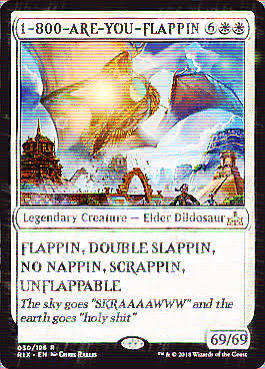 1-800-ARE-YOU-FLAPPIN 6
Legendary Creature — Elder Dildosaur
FLAPPIN, DOUBLE SLAPPIN,
NO NAPPIN, SCRAPPIN,
UNFLAPPABLE
The sky goes "SKRAAAAWWW" and the
earth goes "holy shit"
69/69
030/196 R
RIX • EN Chris Rallis
™ & © 2018 Wizards of the Coast